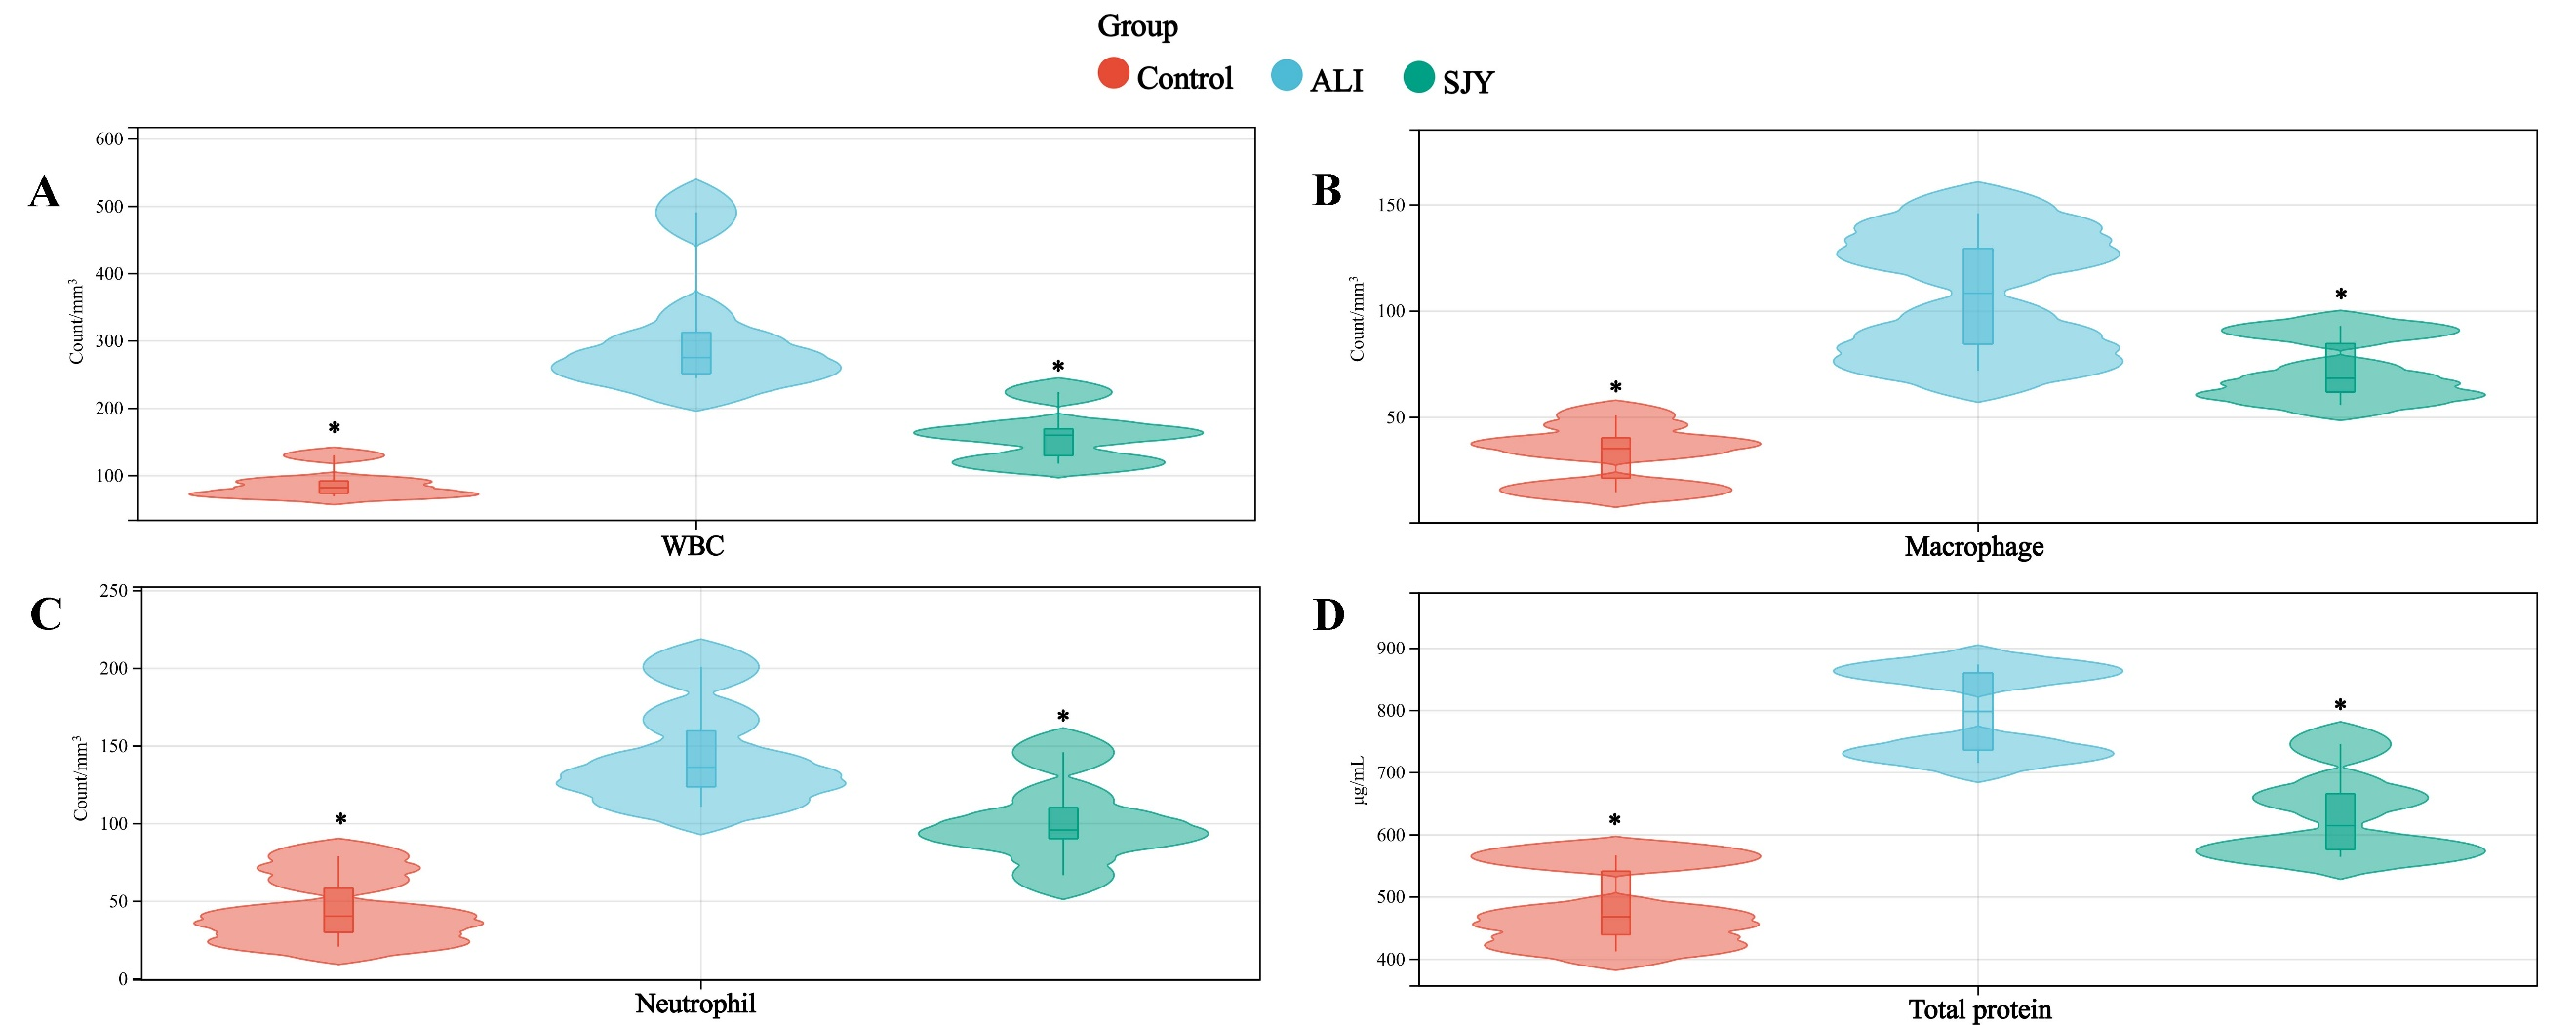 Group
Control ALI SJY
A
600
500
400
300
200
100
Count/mm³
*
*
WBC
B
150
100
50
Count/mm³
*
*
Macrophage
C
250
200
150
100
50
0
Count/mm³
*
*
Neutrophil
D
900
800
700
600
500
400
µg/mL
*
*
Total protein